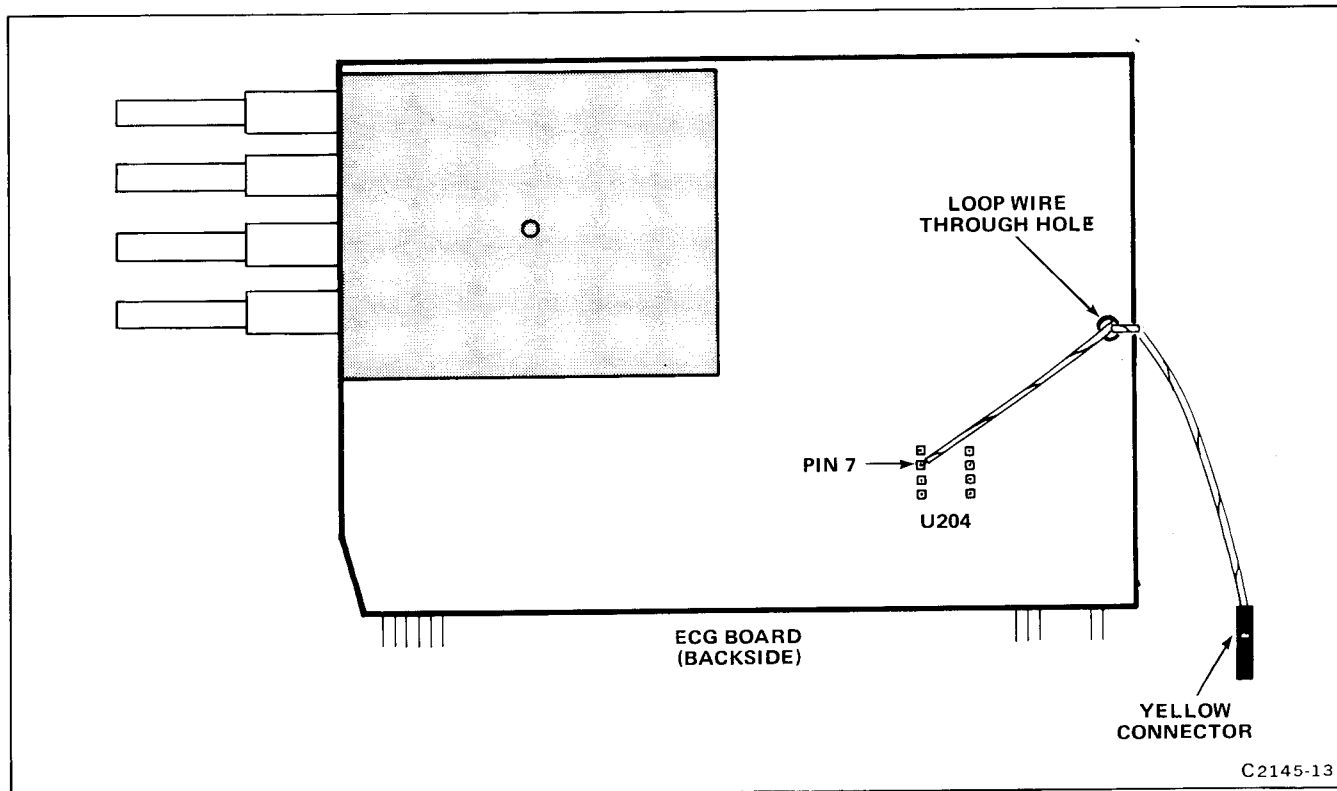 LOOP WIRE
THROUGH HOLE
PIN 7
U204
ECG BOARD
(BACKSIDE)
YELLOW
CONNECTOR
C2145-13